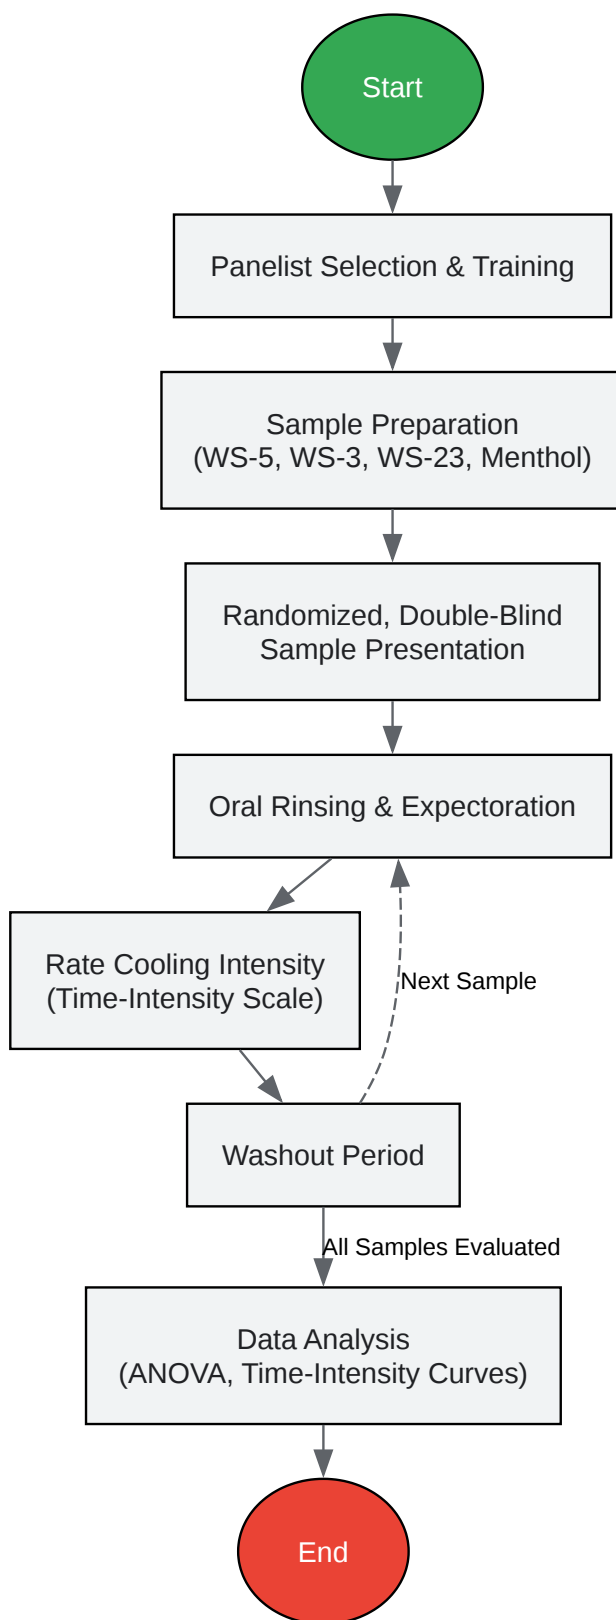 Start
Panelist Selection & Training
Sample Preparation
(WS-5, WS-3, WS-23, Menthol)
Randomized, Double-Blind
Sample Presentation
Oral Rinsing & Expectoration
Rate Cooling Intensity
(Time-Intensity Scale)
Next Sample
Washout Period
All Samples Evaluated
Data Analysis
(ANOVA, Time-Intensity Curves)
End